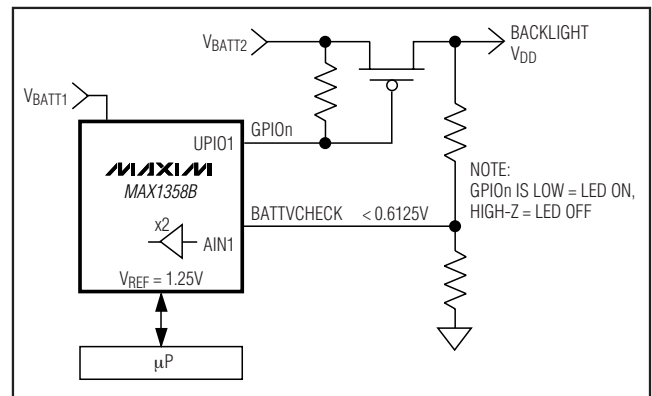 VBATT2
BACKLIGHT
VDD
VBATT1
GPIOn
UPIO1
MAXIM
MAX1358B
NOTE:
GPIOn IS LOW = LED ON,
HIGH-Z = LED OFF
BATTVCHECK < 0.6125V
x2
AIN1
VREF = 1.25V
μP